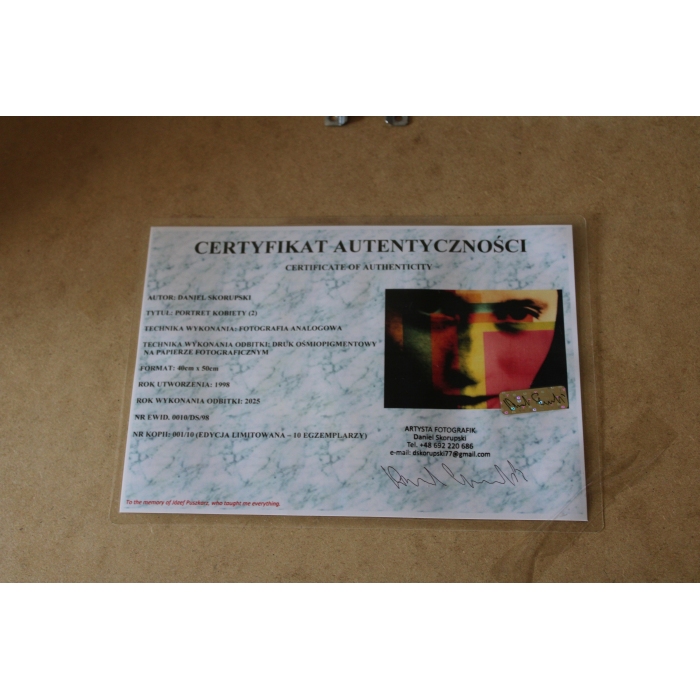 CERTYFIKAT AUTENTYCZNOŚCI
CERTIFICATE OF AUTHENTICITY
AUTOR: DANIEL SKORUPSKI
TYTUŁ: PORTRET KOBIETY (2)
TECHNIKA WYKONANIA: FOTOGRAFIA ANALOGOWA
TECHNIKA WYKONANIA ODBITKI: DRUK OŚMIOPIGMENTOWY
NA PAPIERZE FOTOGRAFICZNYM
FORMAT: 40cm x 50cm
ROK UTWORZENIA: 1998
ROK WYKONANIA ODBITKI: 2025
NR EWID. 0010/DS/98
NR KOPII: 001/10 (EDYCJA LIMITOWANA – 10 EGZEMPLARZY)
ARTYSTA FOTOGRAFIK
Daniel Skorupski
Tel. +48 692 220 686
e-mail: dskorupski77@gmail.com
To the memory of Józef who taught me everything.